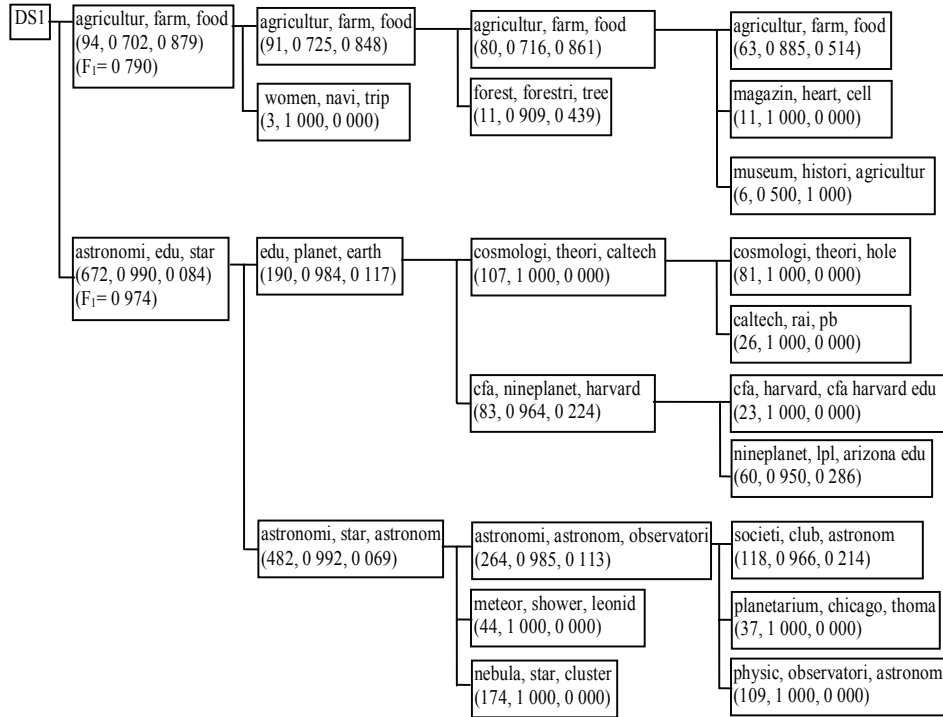 DS1
agricultur, farm, food
(94, 0 702, 0 879)
(F₁= 0 790)
agricultur, farm, food
(91, 0 725, 0 848)
agricultur, farm, food
(80, 0 716, 0 861)
agricultur, farm, food
(63, 0 885, 0 514)
women, navi, trip
(3, 1 000, 0 000)
forest, forestri, tree
(11, 0 909, 0 439)
magazin, heart, cell
(11, 1 000, 0 000)
museum, histori, agricultur
(6, 0 500, 1 000)
astronomi, edu, star
(672, 0 990, 0 084)
(F₁= 0 974)
edu, planet, earth
(190, 0 984, 0 117)
cosmologi, theori, caltech
(107, 1 000, 0 000)
cosmologi, theori, hole
(81, 1 000, 0 000)
caltech, rai, pb
(26, 1 000, 0 000)
cfa, nineplanet, harvard
(83, 0 964, 0 224)
cfa, harvard, cfa harvard edu
(23, 1 000, 0 000)
nineplanet, lpl, arizona edu
(60, 0 950, 0 286)
astronomi, star, astronom
(482, 0 992, 0 069)
astronomi, astronom, observatori
(264, 0 985, 0 113)
societi, club, astronom
(118, 0 966, 0 214)
meteor, shower, leonid
(44, 1 000, 0 000)
planetarium, chicago, thoma
(37, 1 000, 0 000)
nebula, star, cluster
(174, 1 000, 0 000)
physic, observatori, astronom
(109, 1 000, 0 000)